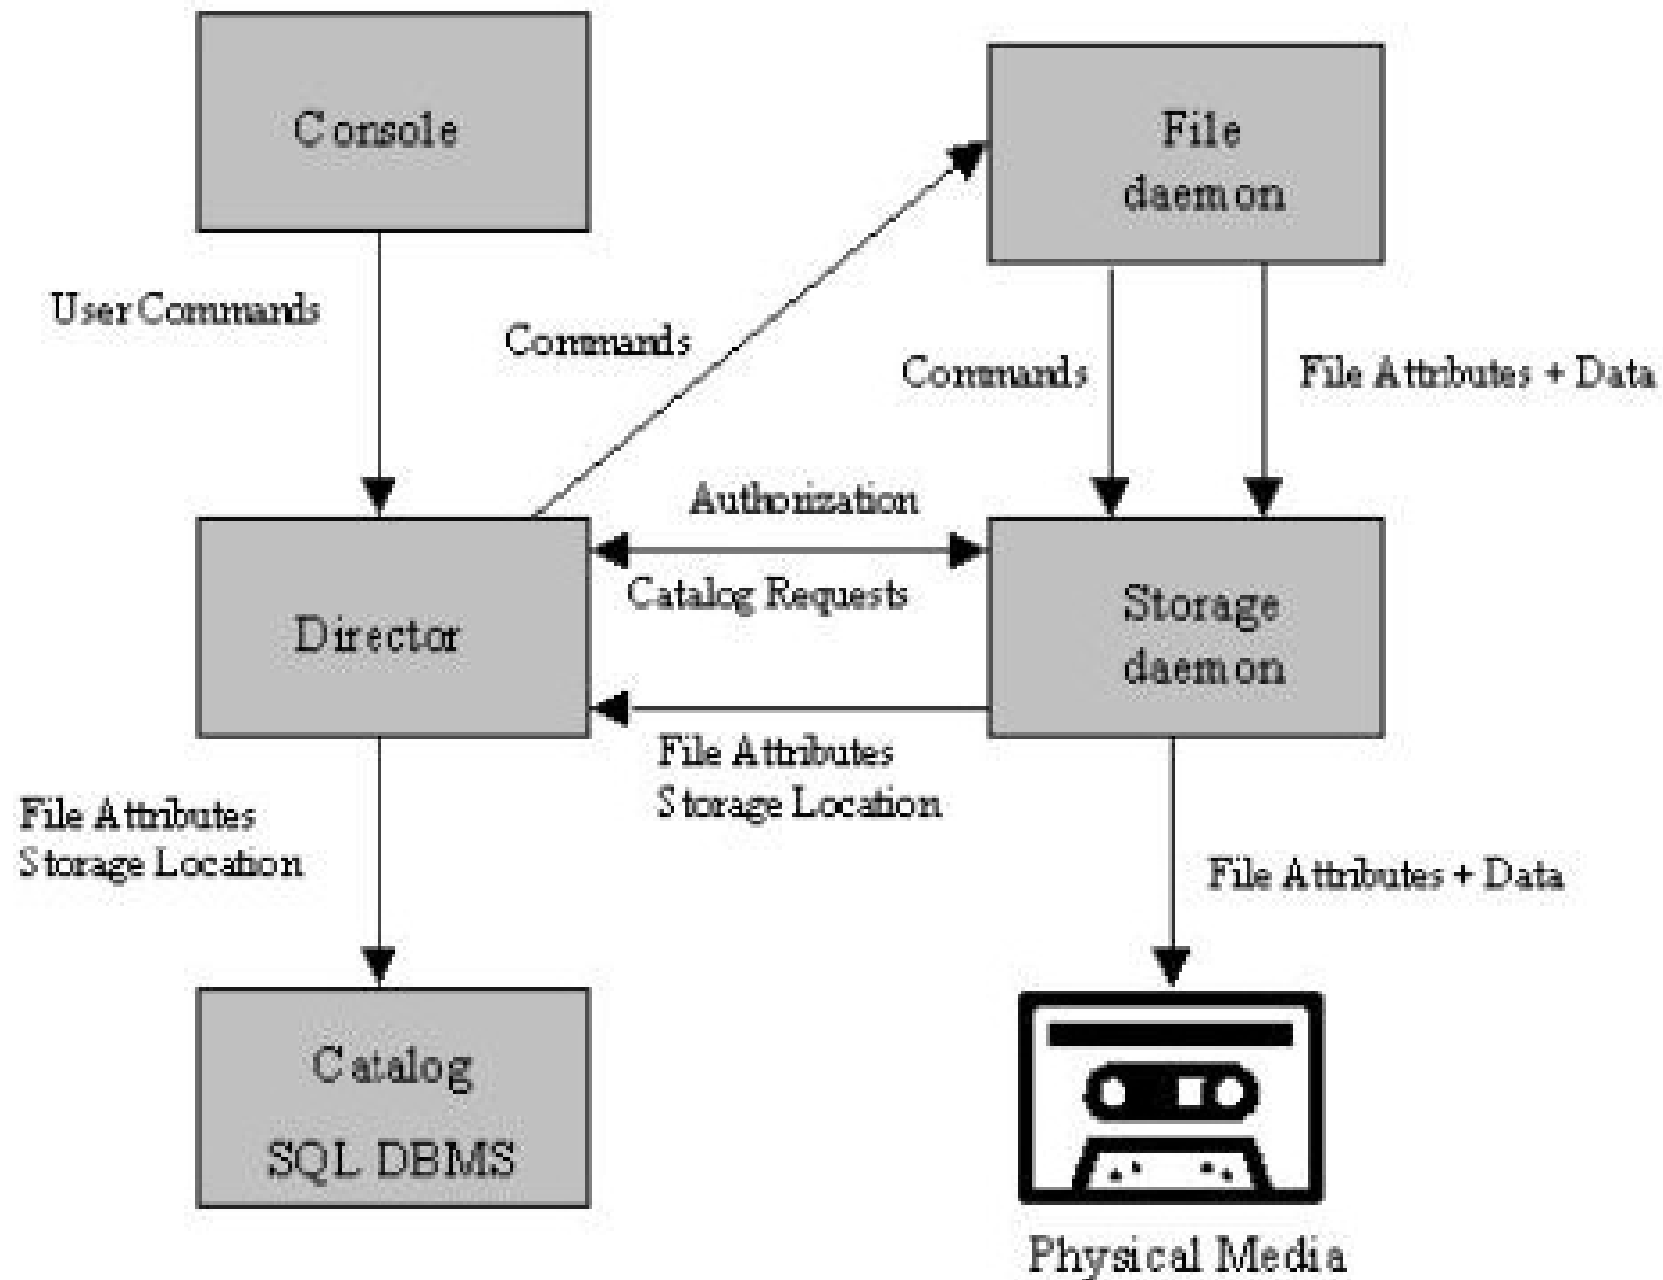 Console
File
daemon
User Commands
Commands
Commands
File Attributes + Data
Authorization
Catalog Requests
Director
Storage
daemon
File Attributes
Storage Location
File Attributes
Storage Location
File Attributes + Data
Catalog
SQL DBMS
Physical Media